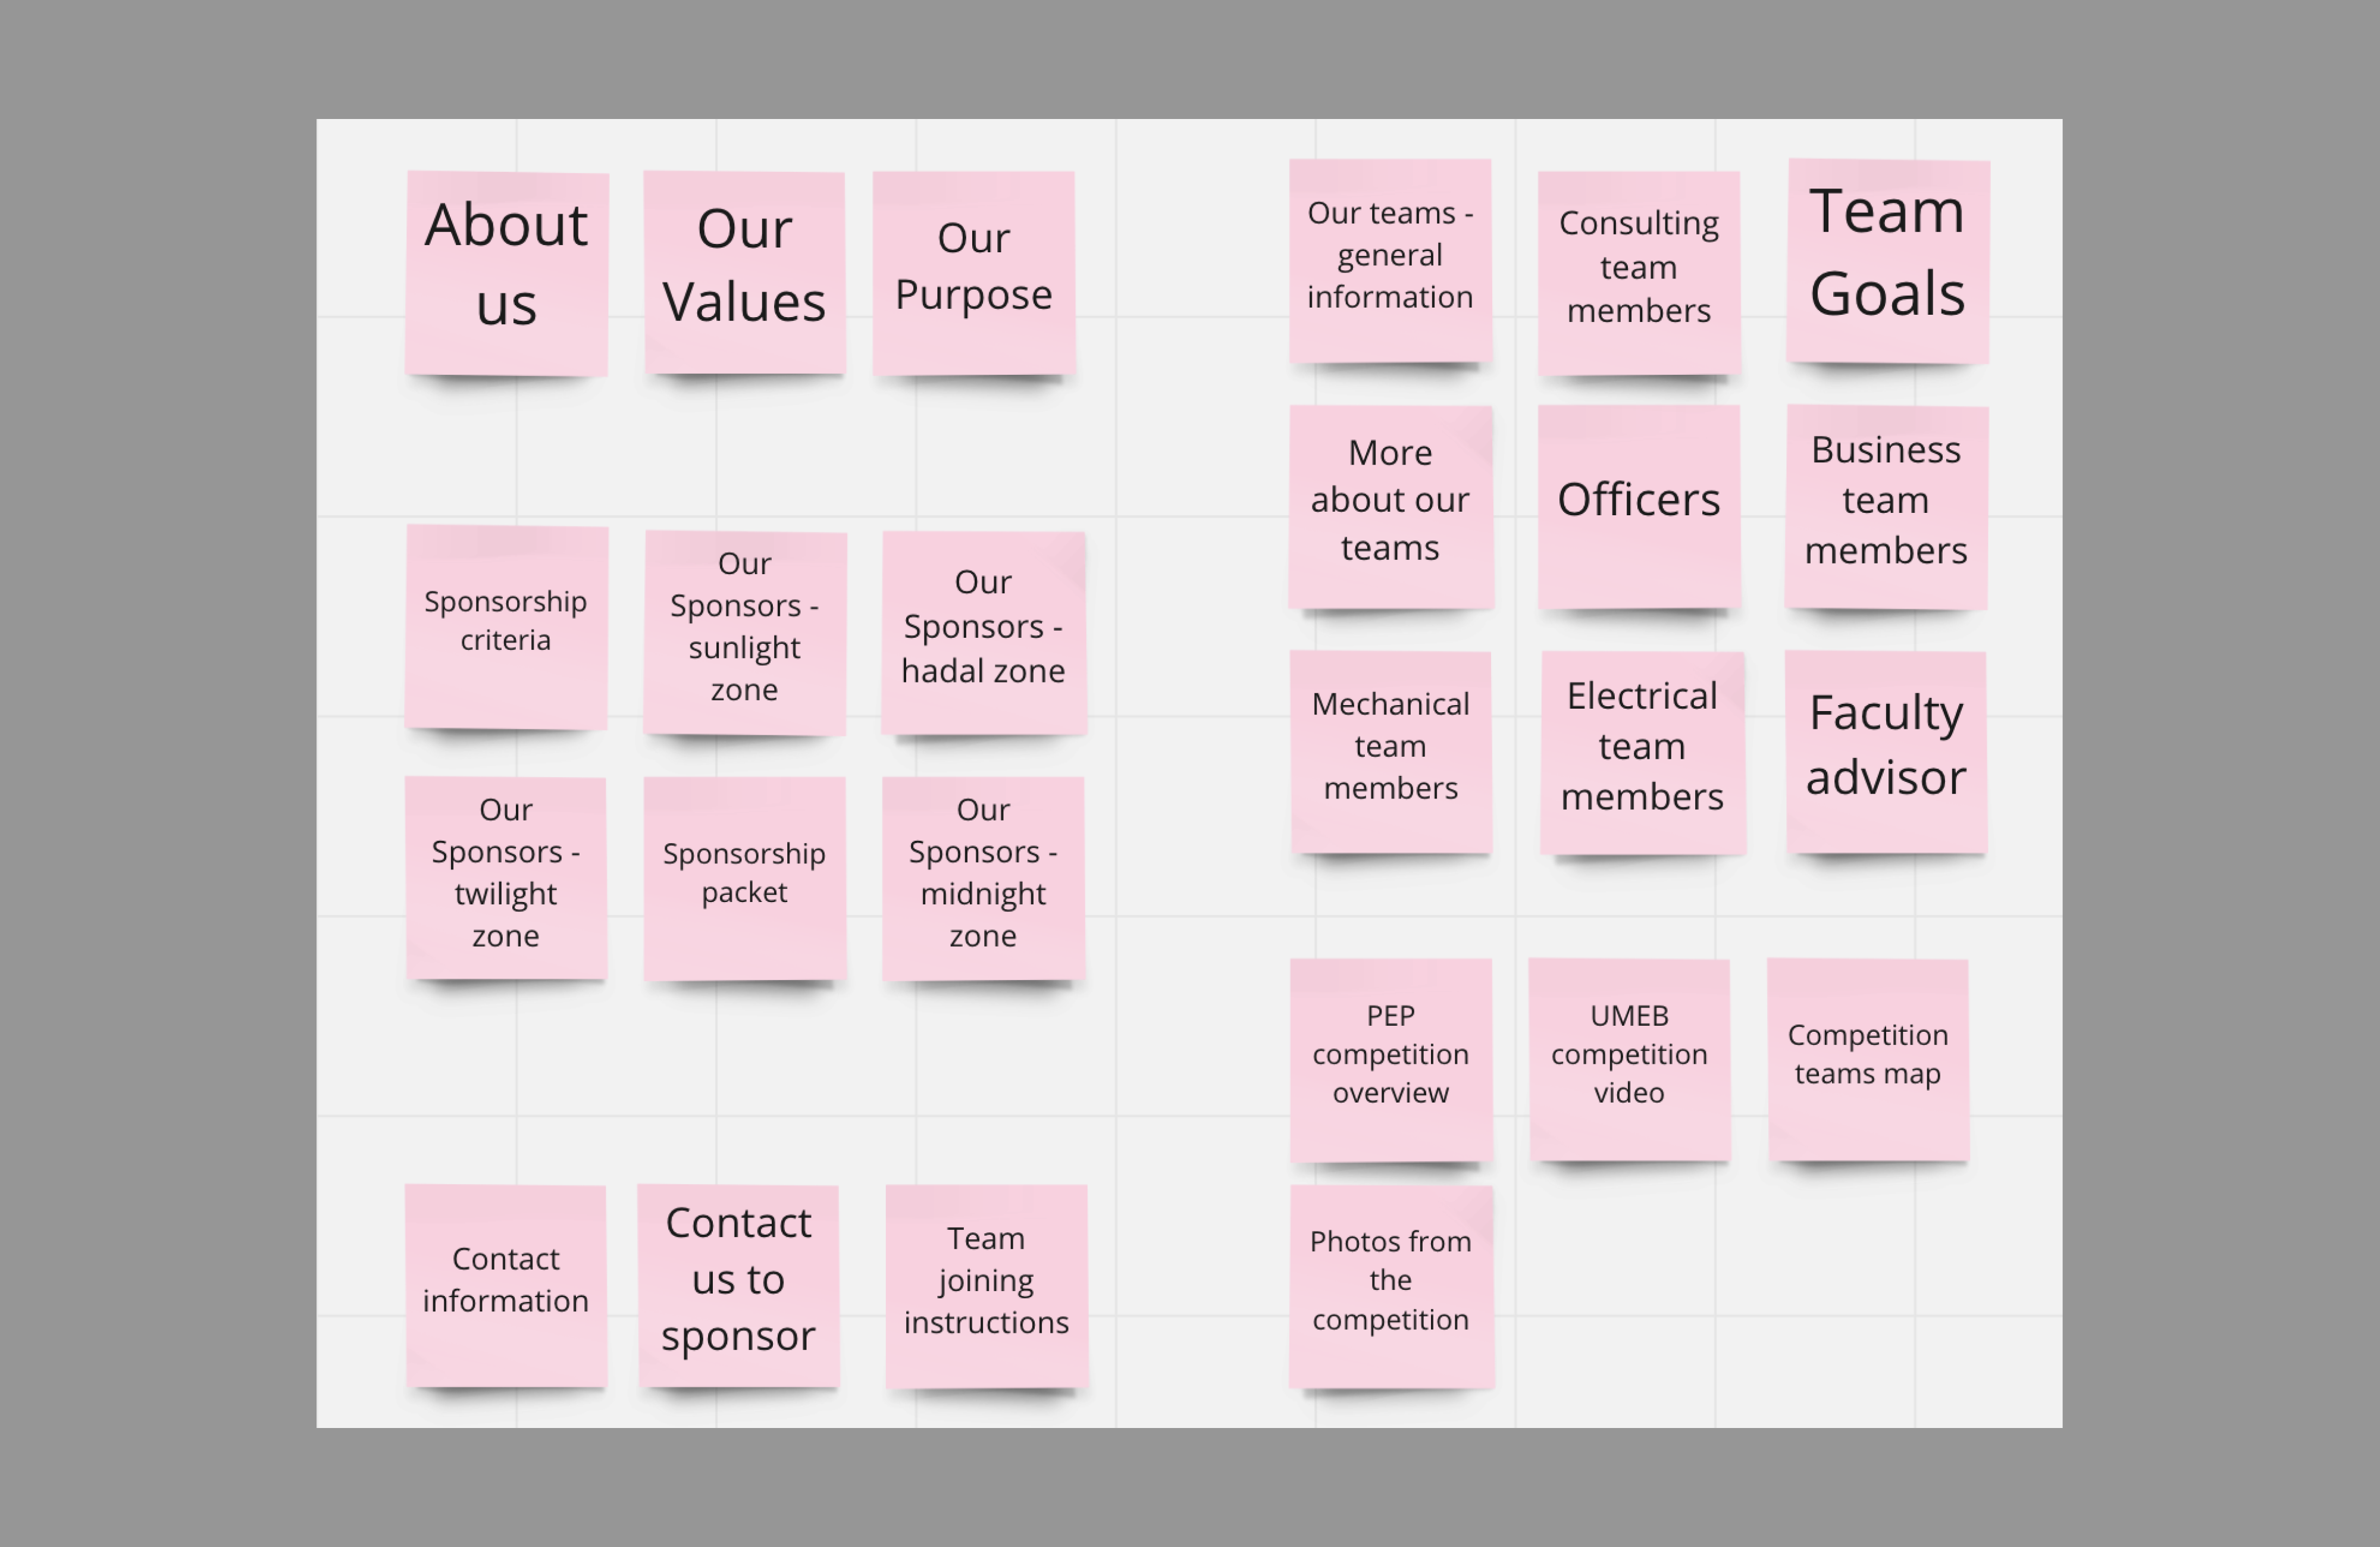 About
us
Our
Values
Our
Purpose
Sponsorship
criteria
Our
Sponsors -
sunlight
zone
Our
Sponsors -
hadal zone
Our
Sponsors -
twilight
zone
Sponsorship
packet
Our
Sponsors -
midnight
zone
Contact
information
Contact
us to
sponsor
Team
joining
instructions
Our teams -
general
information
Consulting
team
members
Team
Goals
More
about our
teams
Officers
Business
team
members
Mechanical
team
members
Electrical
team
members
Faculty
advisor
PEP
competition
overview
UMEB
competition
video
Competition
teams map
Photos from
the
competition